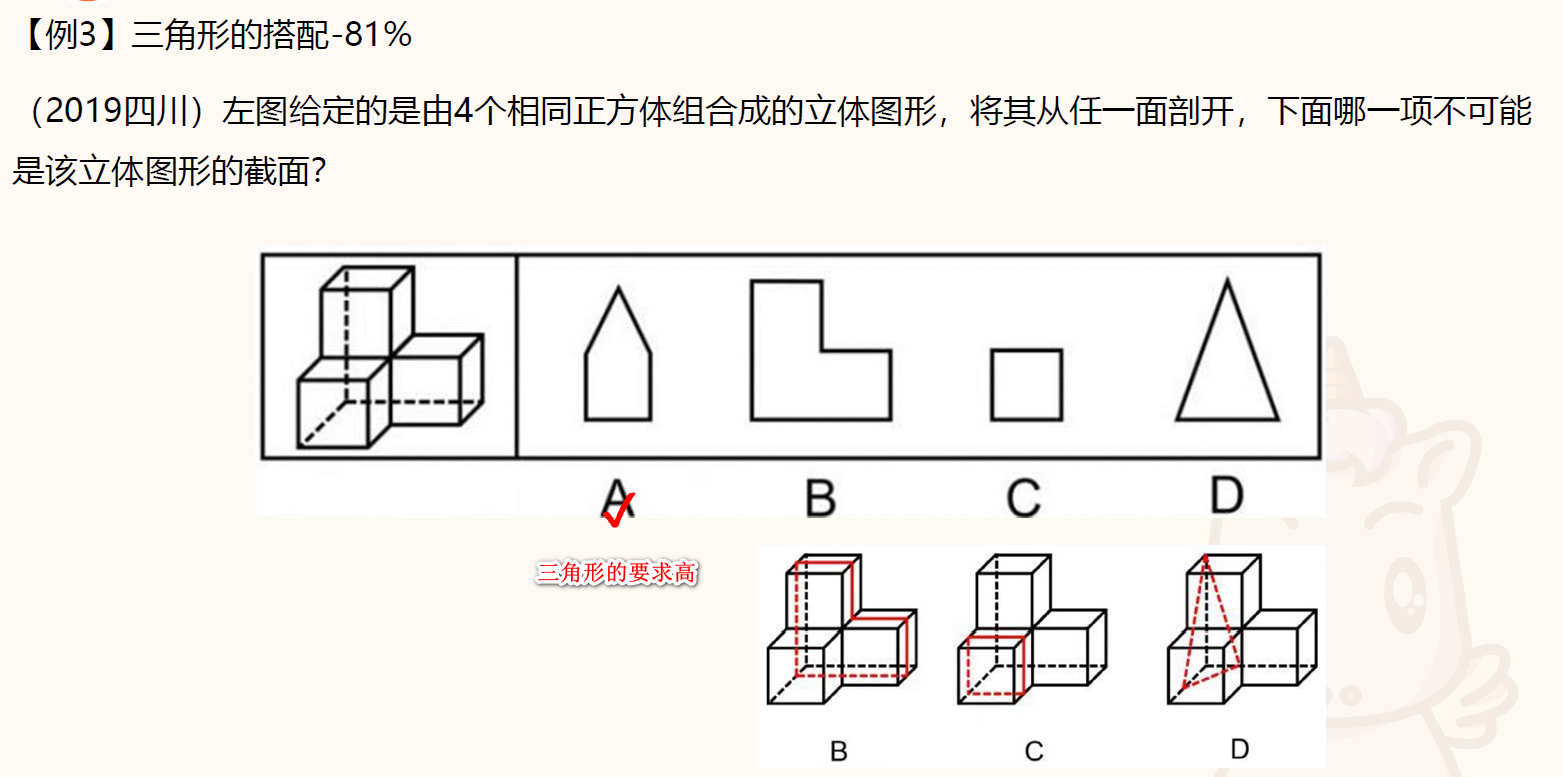 【例3】三角形的搭配-81%
（2019四川）左图给定的是由4个相同正方体组合成的立体图形，将其从任一面剖开，下面哪一项不可能
是该立体图形的截面？
A B C D
三角形的要求高
B C D